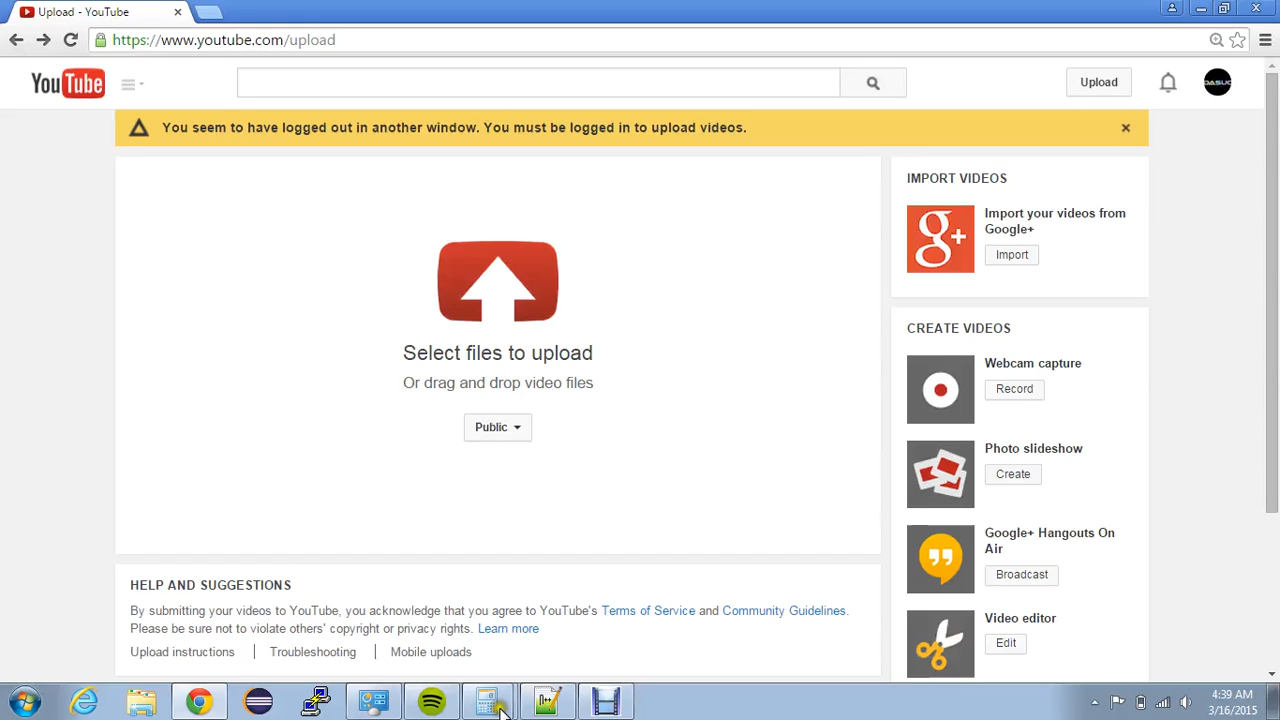 Upload - YouTube
https://www.youtube.com/upload
YouTube
Upload
You seem to have logged out in another window. You must be logged in to upload videos.
Select files to upload
Or drag and drop video files
Public
IMPORT VIDEOS
Import your videos from
Google+
Import
CREATE VIDEOS
Webcam capture
Record
Photo slideshow
Create
Google+ Hangouts On
Air
Broadcast
Video editor
Edit
HELP AND SUGGESTIONS
By submitting your videos to YouTube, you acknowledge that you agree to YouTube's Terms of Service and Community Guidelines.
Please be sure not to violate others' copyright or privacy rights. Learn more
Upload instructions
Troubleshooting
Mobile uploads
4:39 AM
3/16/2015